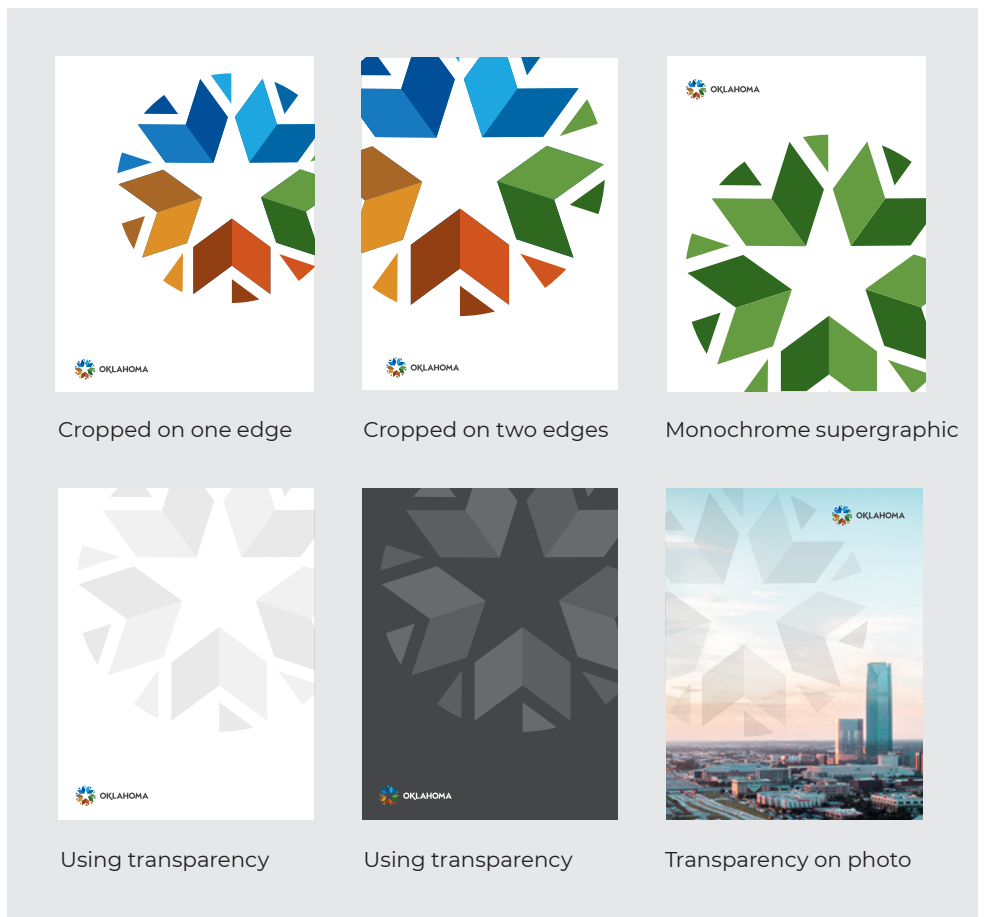 OKLAHOMA
OKLAHOMA
OKLAHOMA
Cropped on one edge
Cropped on two edges
Monochrome supergraphic
OKLAHOMA
OKLAHOMA
OKLAHOMA
Using transparency
Using transparency
Transparency on photo